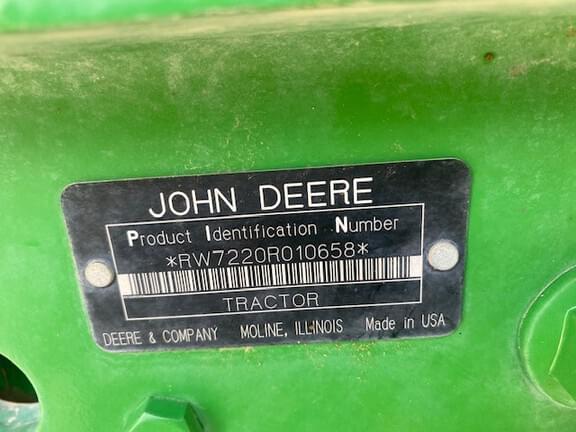 JOHN DEERE
Product Identification Number
*RW7220R010658*
TRACTOR
DEERE & COMPANY MOLINE, ILLINOIS Made in USA